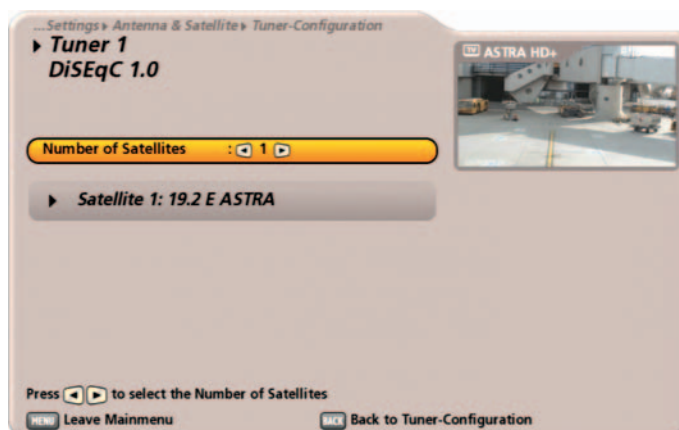 ...Settings▸ Antenna & Satellite▸ Tuner-Configuration
▸ Tuner 1
DiSEqC 1.0
TV ASTRA HD+
Number of Satellites : ◂ 1 ▸
▸ Satellite 1: 19.2 E ASTRA
Press ◂ ▸ to select the Number of Satellites
MENU Leave Mainmenu BACK Back to Tuner-Configuration